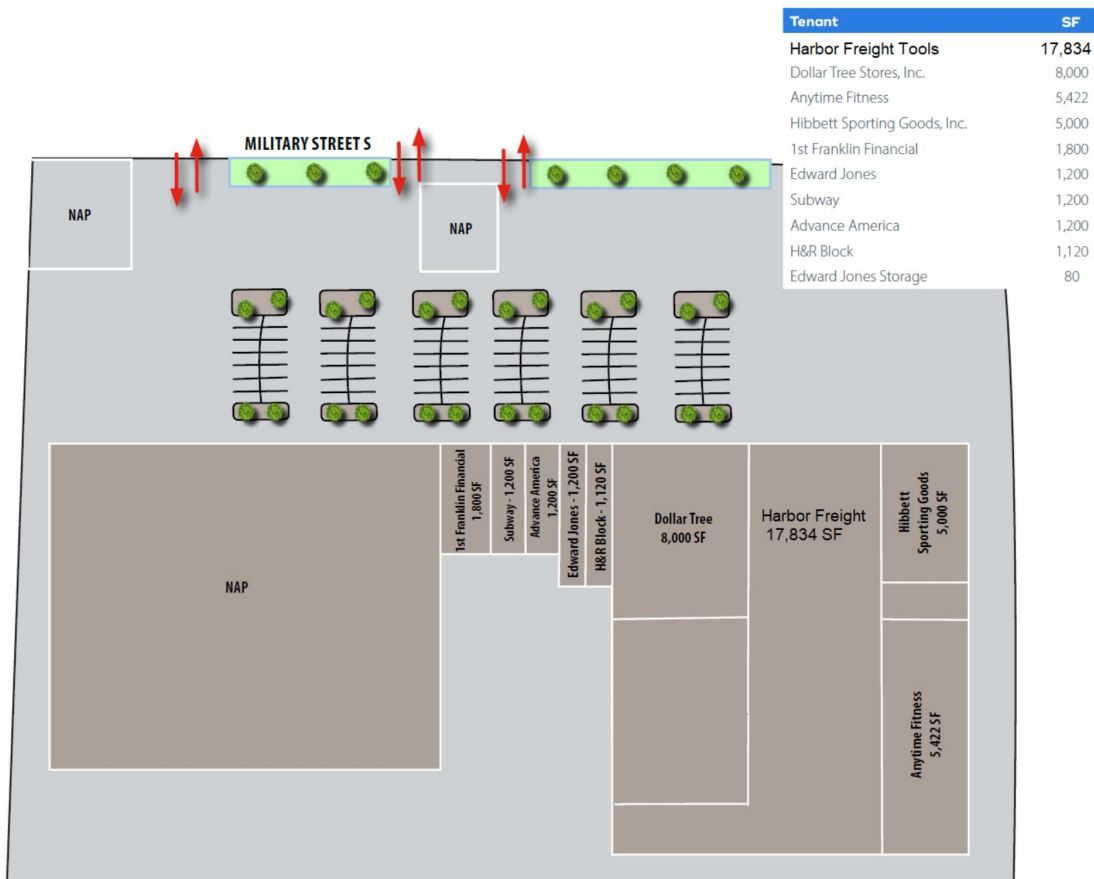 Tenant SF
Harbor Freight Tools 17,834
Dollar Tree Stores, Inc. 8,000
Anytime Fitness 5,422
Hibbett Sporting Goods, Inc. 5,000
1st Franklin Financial 1,800
Edward Jones 1,200
Subway 1,200
Advance America 1,200
H&R Block 1,120
Edward Jones Storage 80
MILITARY STREET S
NAP
NAP
NAP
1st Franklin Financial
1,800 SF
Subway - 1,200 SF
Advance America
1,200 SF
Edward Jones - 1,200 SF
H&R Block - 1,120 SF
Dollar Tree
8,000 SF
Harbor Freight
17,834 SF
Hibbett
Sporting Goods
5,000 SF
Anytime Fitness
5,422 SF